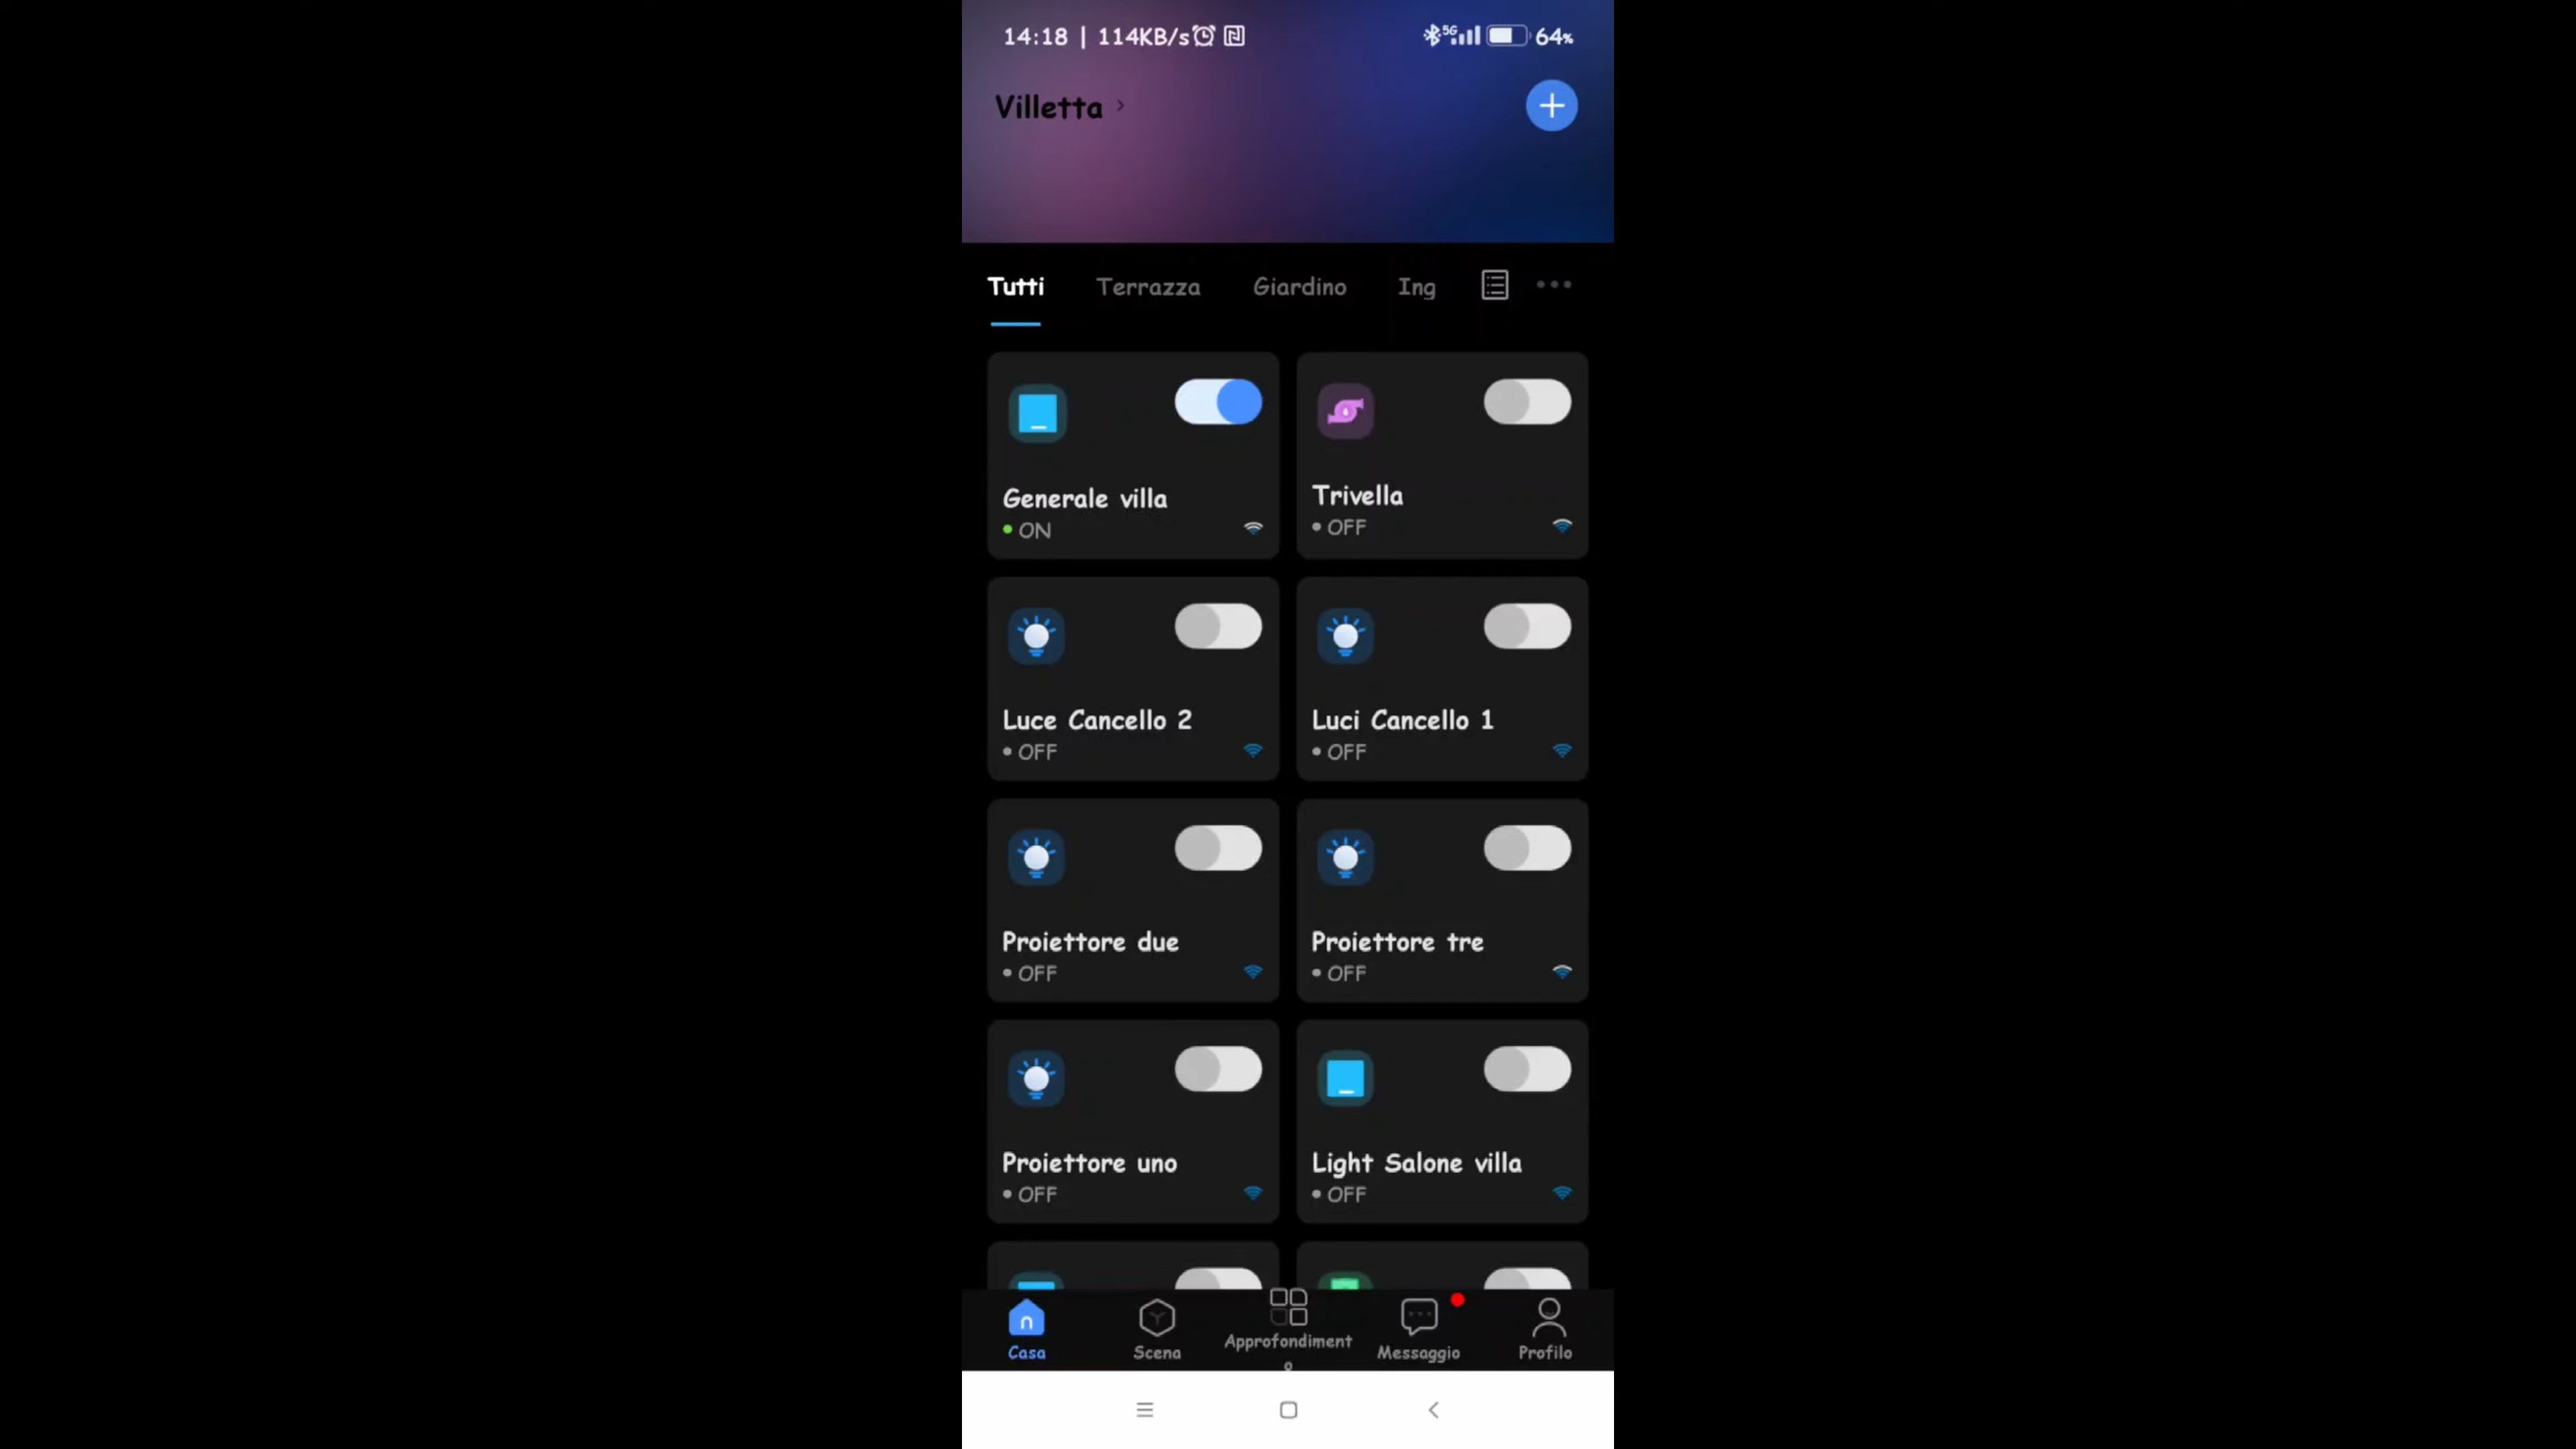 14:18 | 114KB/s 5G 64%
Villetta
Tutti Terrazza Giardino Ing
Generale villa
ON
Trivella
OFF
Luce Cancello 2
OFF
Luci Cancello 1
OFF
Proiettore due
OFF
Proiettore tre
OFF
Proiettore uno
OFF
Light Salone villa
OFF
Casa
Scena
Approfondiment
o
Messaggio
Profilo